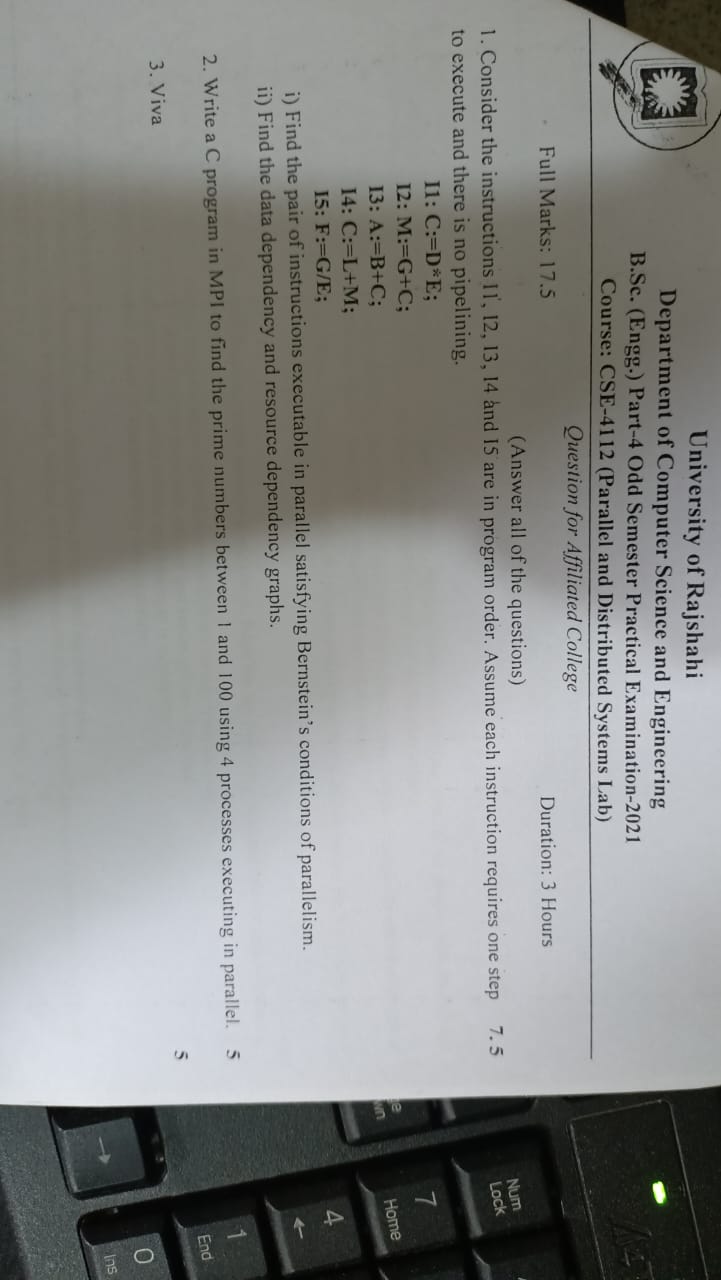 University of Rajshahi
Department of Computer Science and Engineering
B.Sc. (Engg.) Part-4 Odd Semester Practical Examination-2021
Course: CSE-4112 (Parallel and Distributed Systems Lab)
Question for Affiliated College
Full Marks: 17.5 Duration: 3 Hours
(Answer all of the questions)
1. Consider the instructions I1, I2, I3, I4 and I5 are in program order. Assume each instruction requires one step 7.5
to execute and there is no pipelining.
I1: C:=D*E;
I2: M:=G+C;
I3: A:=B+C;
I4: C:=L+M;
I5: F:=G/E;
i) Find the pair of instructions executable in parallel satisfying Bernstein's conditions of parallelism.
ii) Find the data dependency and resource dependency graphs.
2. Write a C program in MPI to find the prime numbers between 1 and 100 using 4 processes executing in parallel. 5
3. Viva 5
Num
Lock
7
Home
4
←
1
End
0
Ins
→